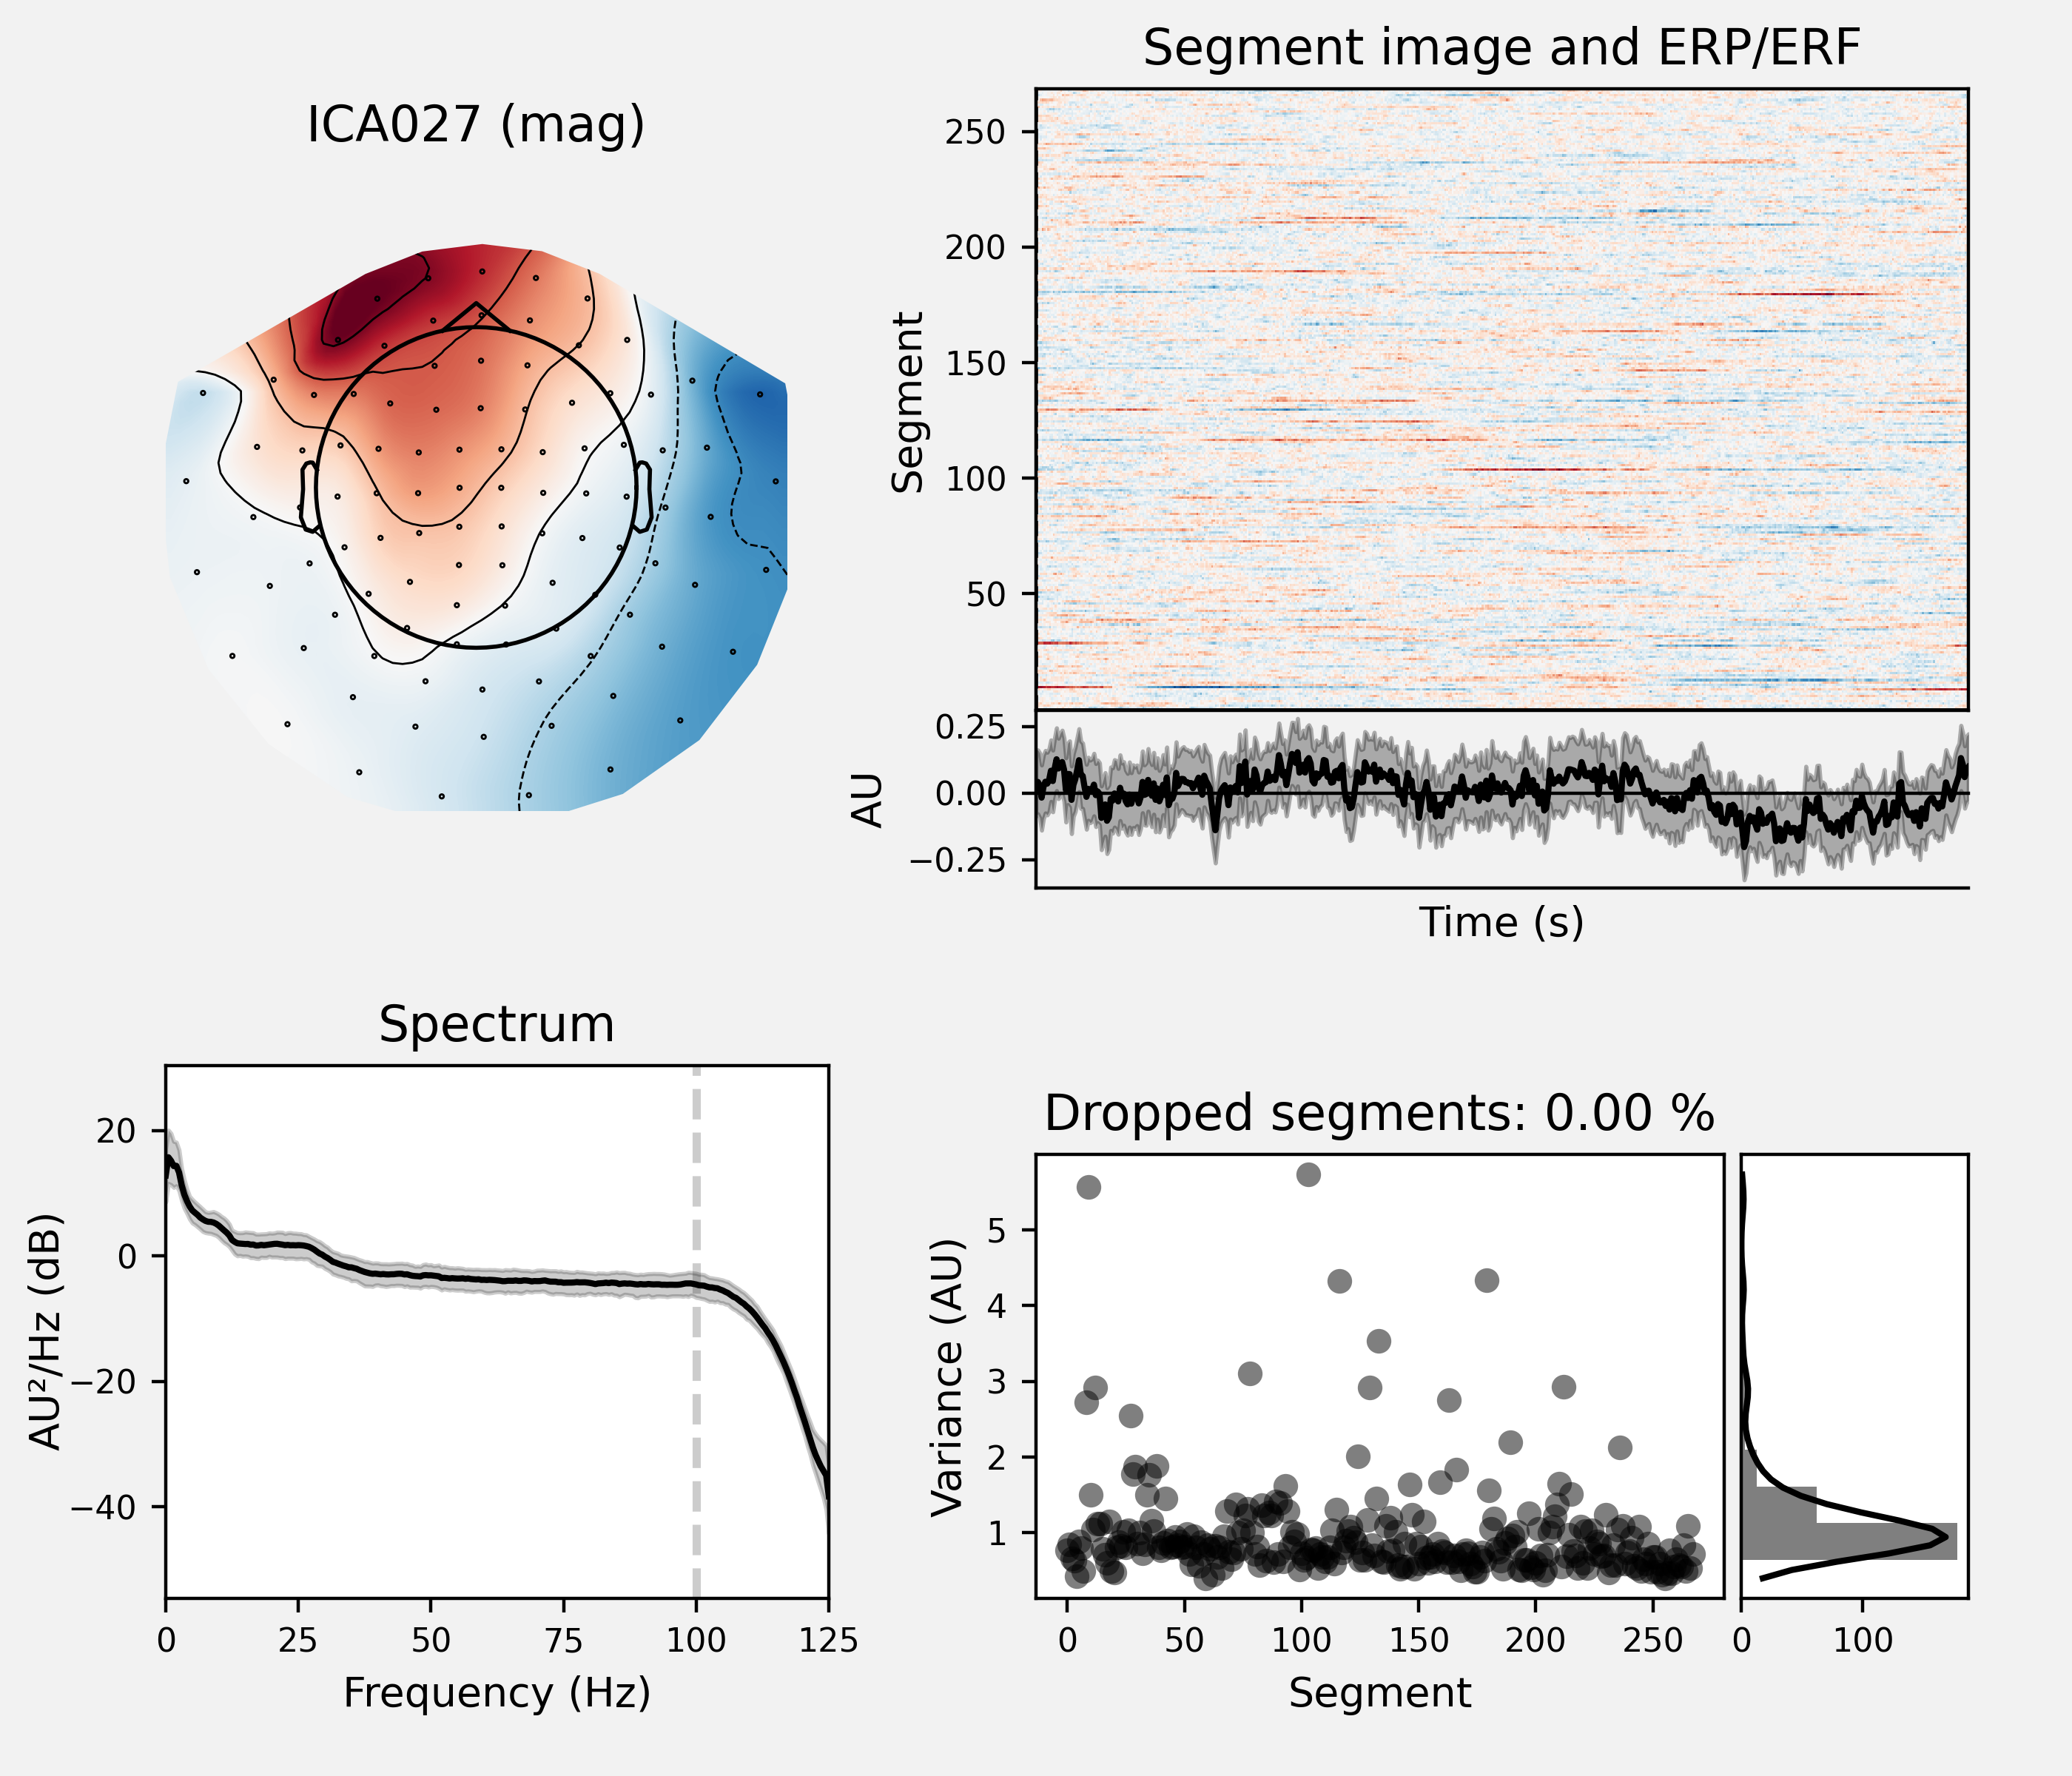 ICA027 (mag)
Segment image and ERP/ERF
Segment
250
200
150
100
50
AU
0.25
0.00
−0.25
Time (s)
Spectrum
AU²/Hz (dB)
20
0
−20
−40
0 25 50 75 100 125
Frequency (Hz)
Dropped segments: 0.00 %
Variance (AU)
5
4
3
2
1
0 50 100 150 200 250
Segment
0 100